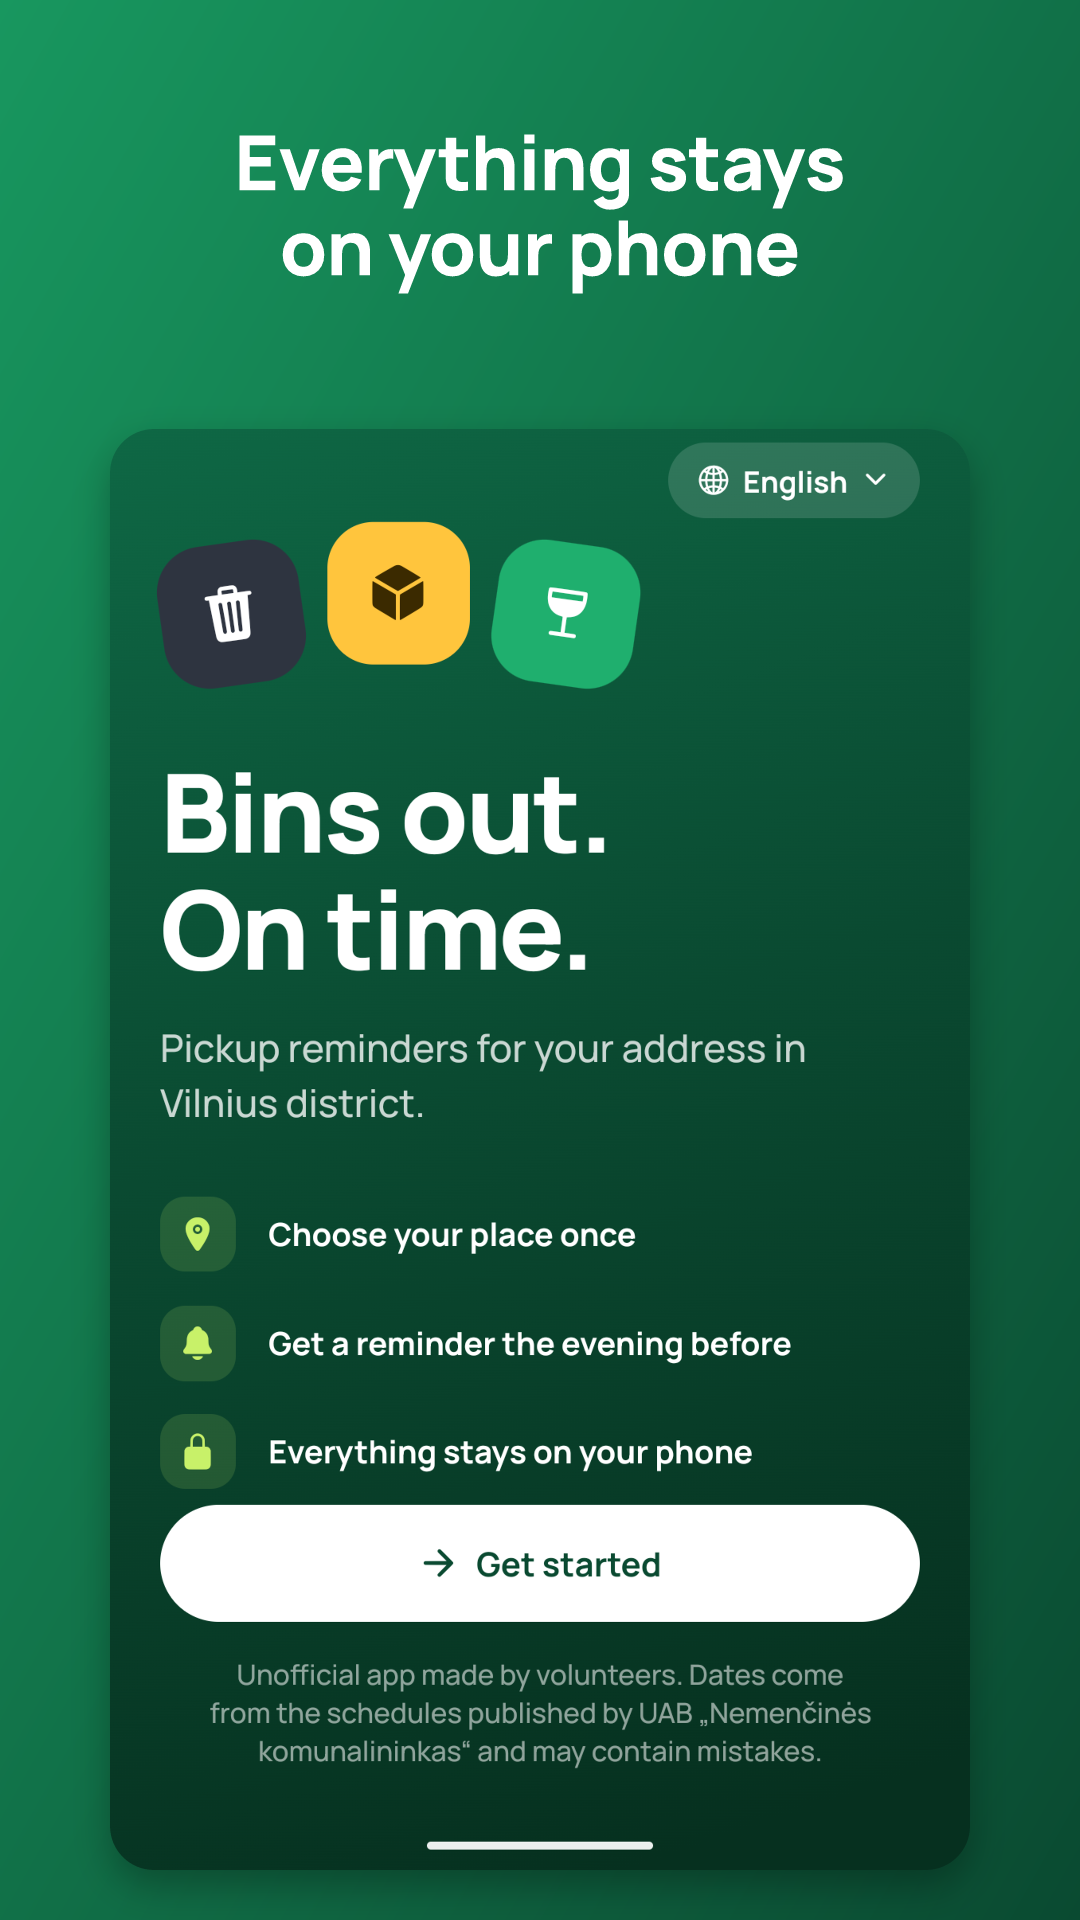 Everything stays
on your phone
English
Bins out.
On time.
Pickup reminders for your address in
Vilnius district.
Choose your place once
Get a reminder the evening before
Everything stays on your phone
Get started
Unofficial app made by volunteers. Dates come
from the schedules published by UAB „Nemenčinės
komunalininkas“ and may contain mistakes.